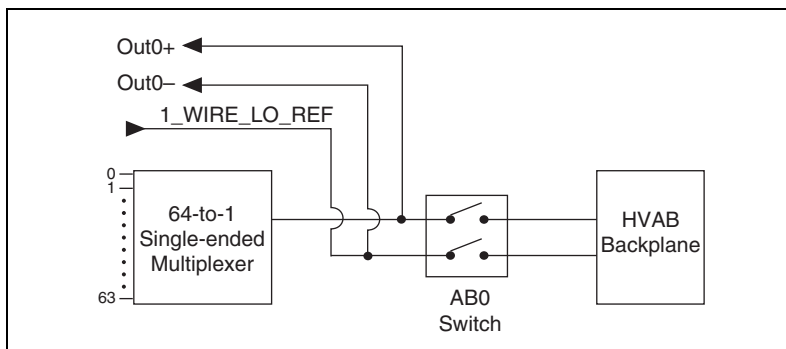 Out0+
Out0–
1_WIRE_LO_REF
0
1
63
64-to-1
Single-ended
Multiplexer
AB0
Switch
HVAB
Backplane